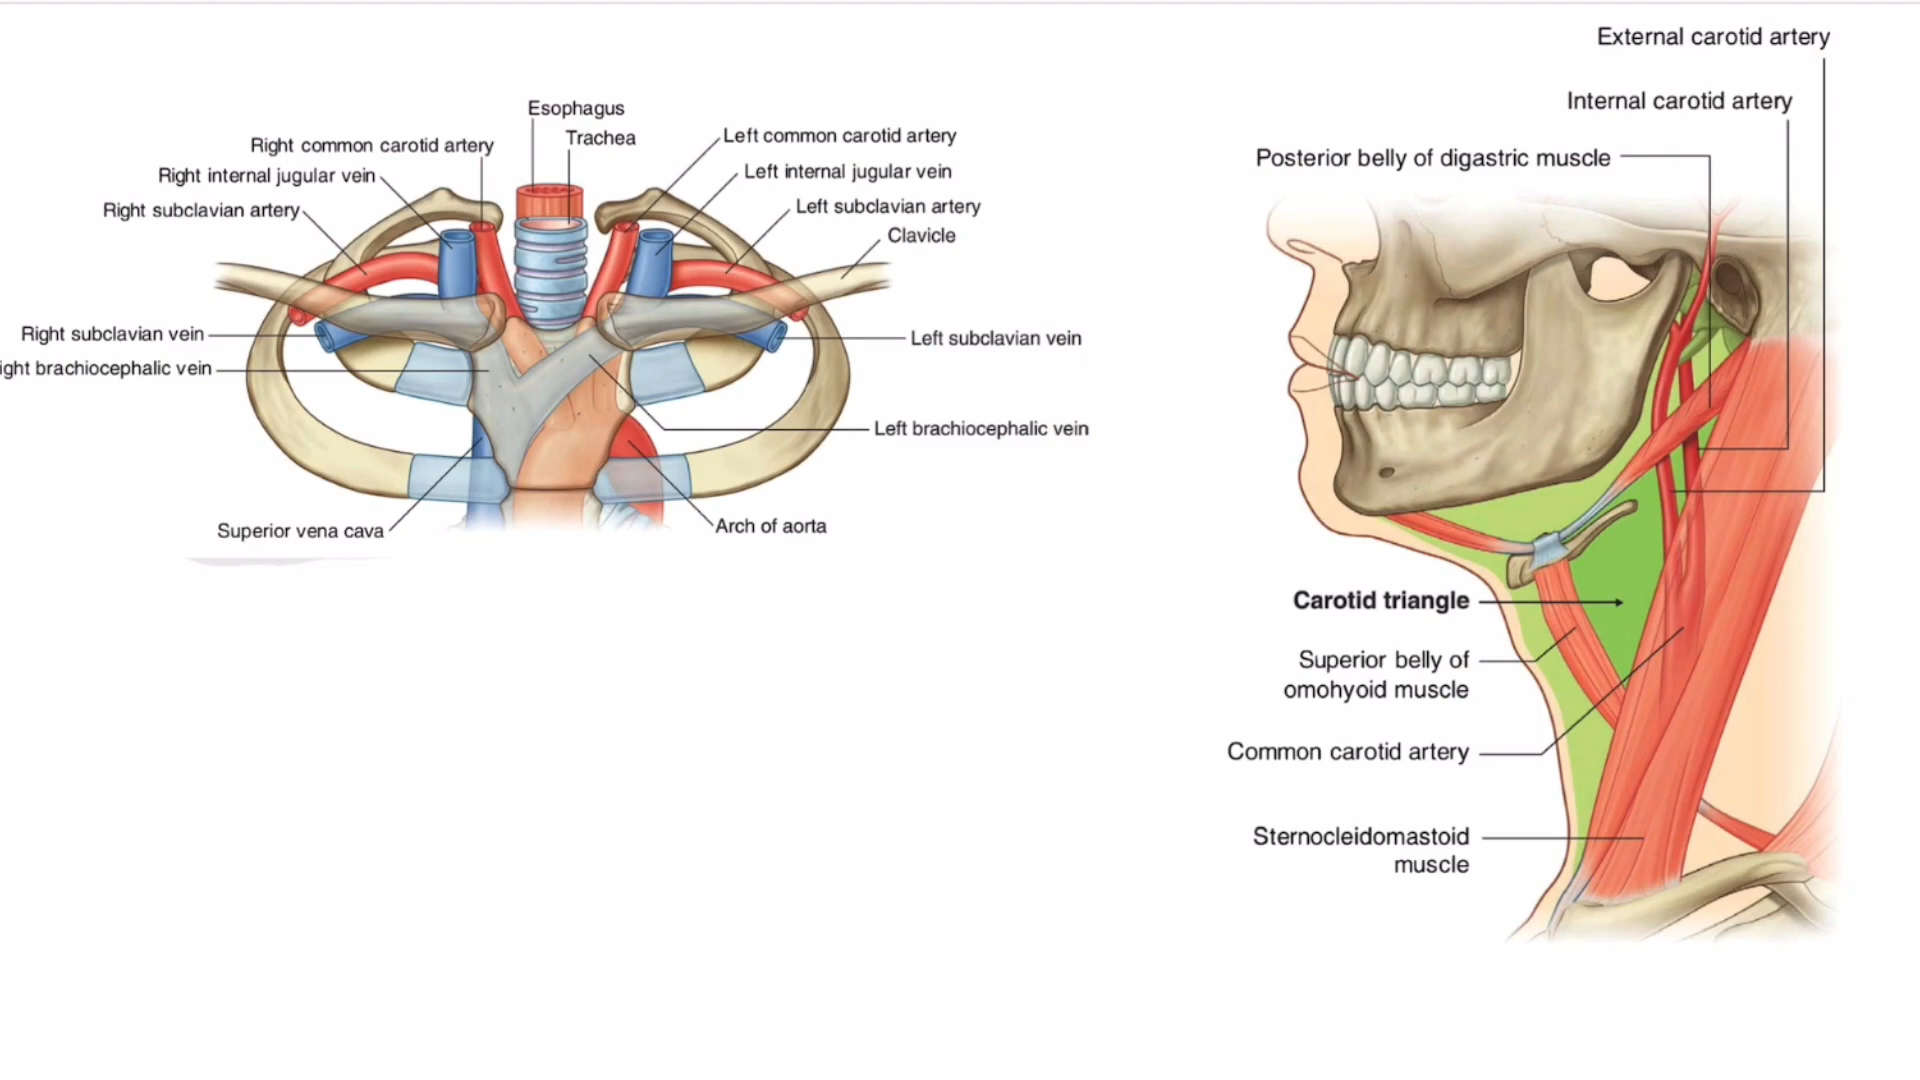 Esophagus
Trachea
Right common carotid artery
Right internal jugular vein
Right subclavian artery
Left common carotid artery
Left internal jugular vein
Left subclavian artery
Clavicle
Right subclavian vein
ight brachiocephalic vein
Left subclavian vein
Left brachiocephalic vein
Superior vena cava
Arch of aorta
External carotid artery
Internal carotid artery
Posterior belly of digastric muscle
Carotid triangle
Superior belly of
omohyoid muscle
Common carotid artery
Sternocleidomastoid
muscle